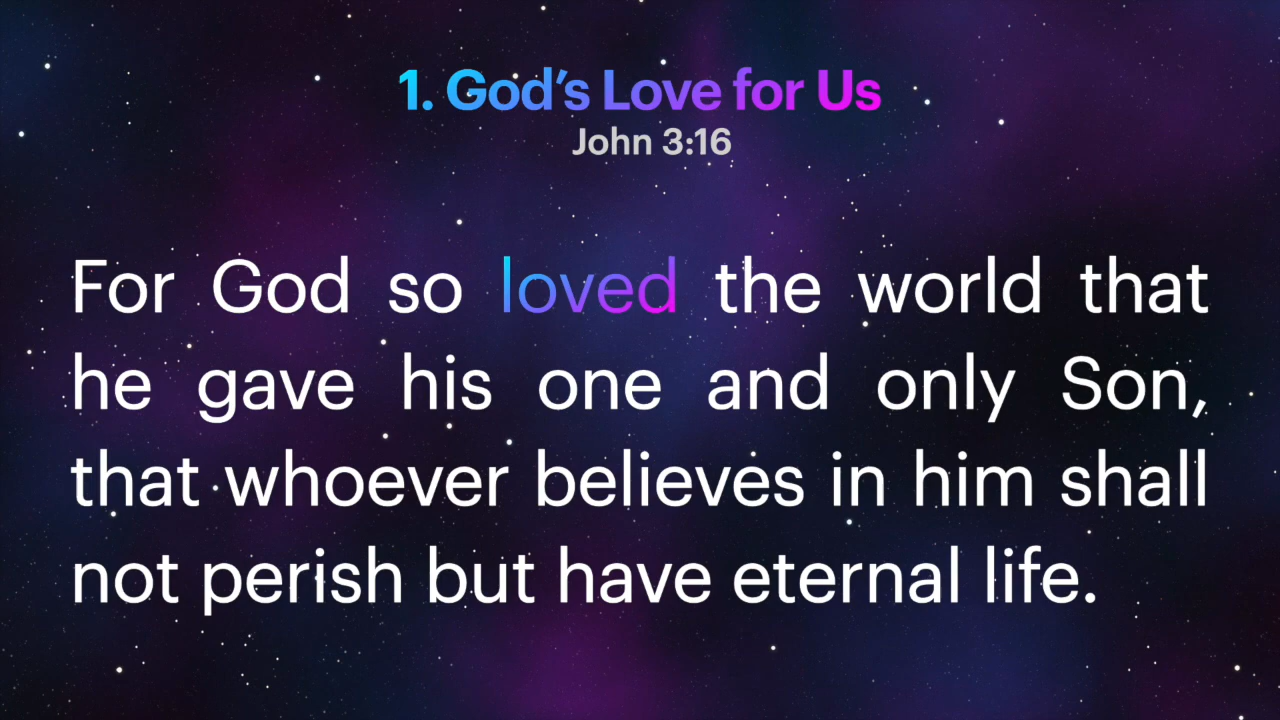 1. God’s Love for Us
John 3:16
For God so loved the world that
he gave his one and only Son,
that whoever believes in him shall
not perish but have eternal life.